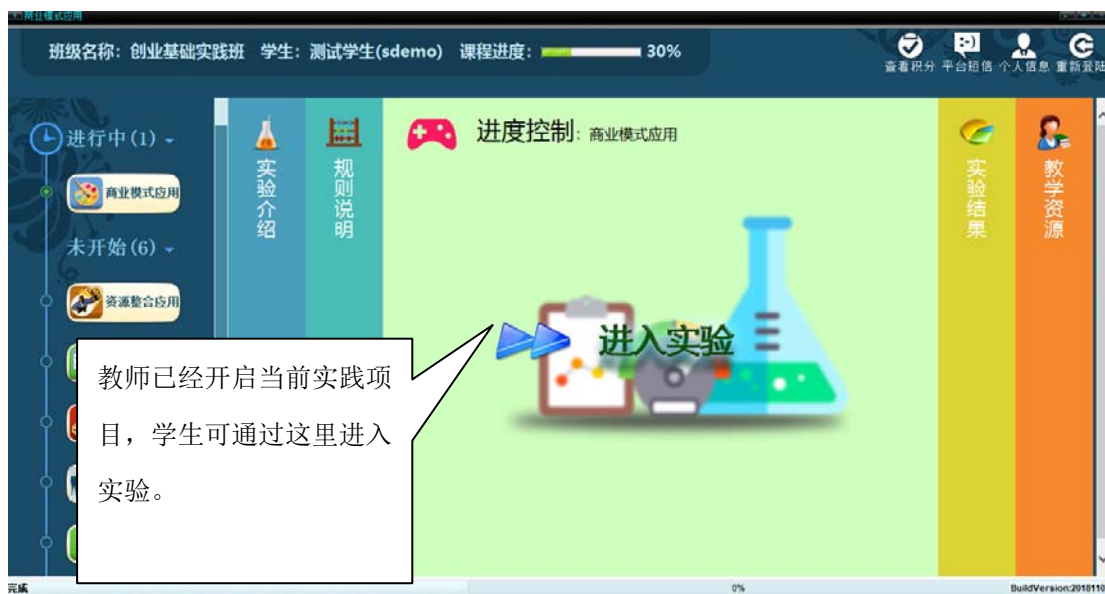 商业模式应用
班级名称：创业基础实践班 学生：测试学生(sdemo) 课程进度： 30%
查看积分 平台短信 个人信息 重新登陆
进行中(1)
商业模式应用
未开始(6)
资源整合应用
实验介绍
规则说明
进度控制：商业模式应用
进入实验
实验结果
教学资源
教师已经开启当前实践项
目，学生可通过这里进入
实验。
完成
0%
BuildVersion:2018110